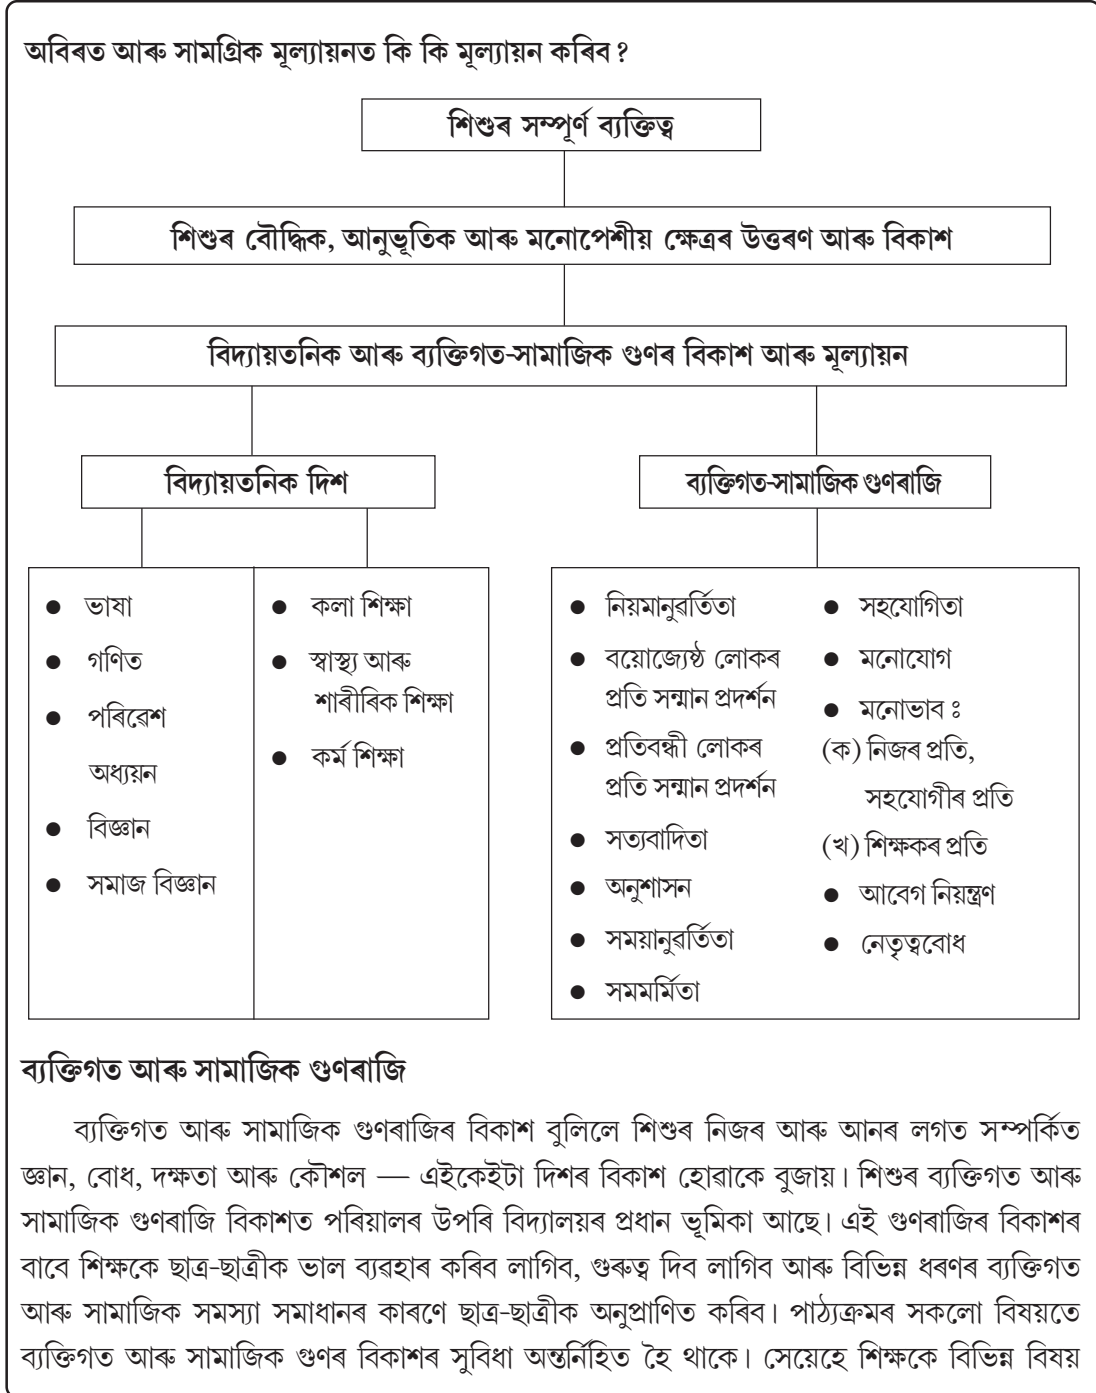 অবিৰত আৰু সামগ্ৰিক মূল্যায়নত কি কি মূল্যায়ন কৰিব ?
শিশুৰ সম্পূৰ্ণ ব্যক্তিত্ব
শিশুৰ বৌদ্ধিক, আনুভূতিক আৰু মনোপেশীয় ক্ষেত্ৰৰ উত্তৰণ আৰু বিকাশ
বিদ্যায়তনিক আৰু ব্যক্তিগত-সামাজিক গুণৰ বিকাশ আৰু মূল্যায়ন
বিদ্যায়তনিক দিশ
● ভাষা
● গণিত
● পৰিৱেশ
অধ্যয়ন
● বিজ্ঞান
● সমাজ বিজ্ঞান
● কলা শিক্ষা
● স্বাস্থ্য আৰু
শাৰীৰিক শিক্ষা
● কৰ্ম শিক্ষা
ব্যক্তিগত-সামাজিক গুণৰাজি
● নিয়মানুৱৰ্তিতা
● বয়োজ্যেষ্ঠ লোকৰ
প্ৰতি সন্মান প্ৰদৰ্শন
● প্ৰতিবন্ধী লোকৰ
প্ৰতি সন্মান প্ৰদৰ্শন
● সত্যবাদিতা
● অনুশাসন
● সময়ানুৱৰ্তিতা
● সমমৰ্মিতা
● সহযোগিতা
● মনোযোগ
● মনোভাব ঃ
(ক) নিজৰ প্ৰতি,
সহযোগীৰ প্ৰতি
(খ) শিক্ষকৰ প্ৰতি
● আবেগ নিয়ন্ত্ৰণ
● নেতৃত্ববোধ
ব্যক্তিগত আৰু সামাজিক গুণৰাজি
ব্যক্তিগত আৰু সামাজিক গুণৰাজিৰ বিকাশ বুলিলে শিশুৰ নিজৰ আৰু আনৰ লগত সম্পৰ্কিত
জ্ঞান, বোধ, দক্ষতা আৰু কৌশল — এইকেইটা দিশৰ বিকাশ হোৱাকে বুজায়। শিশুৰ ব্যক্তিগত আৰু
সামাজিক গুণৰাজি বিকাশত পৰিয়ালৰ উপৰি বিদ্যালয়ৰ প্ৰধান ভূমিকা আছে। এই গুণৰাজিৰ বিকাশৰ
বাবে শিক্ষকে ছাত্ৰ-ছাত্ৰীক ভাল ব্যৱহাৰ কৰিব লাগিব, গুৰুত্ব দিব লাগিব আৰু বিভিন্ন ধৰণৰ ব্যক্তিগত
আৰু সামাজিক সমস্যা সমাধানৰ কাৰণে ছাত্ৰ-ছাত্ৰীক অনুপ্ৰাণিত কৰিব। পাঠ্যক্ৰমৰ সকলো বিষয়তে
ব্যক্তিগত আৰু সামাজিক গুণৰ বিকাশৰ সুবিধা অন্তৰ্নিহিত হৈ থাকে। সেয়েহে শিক্ষকে বিভিন্ন বিষয়